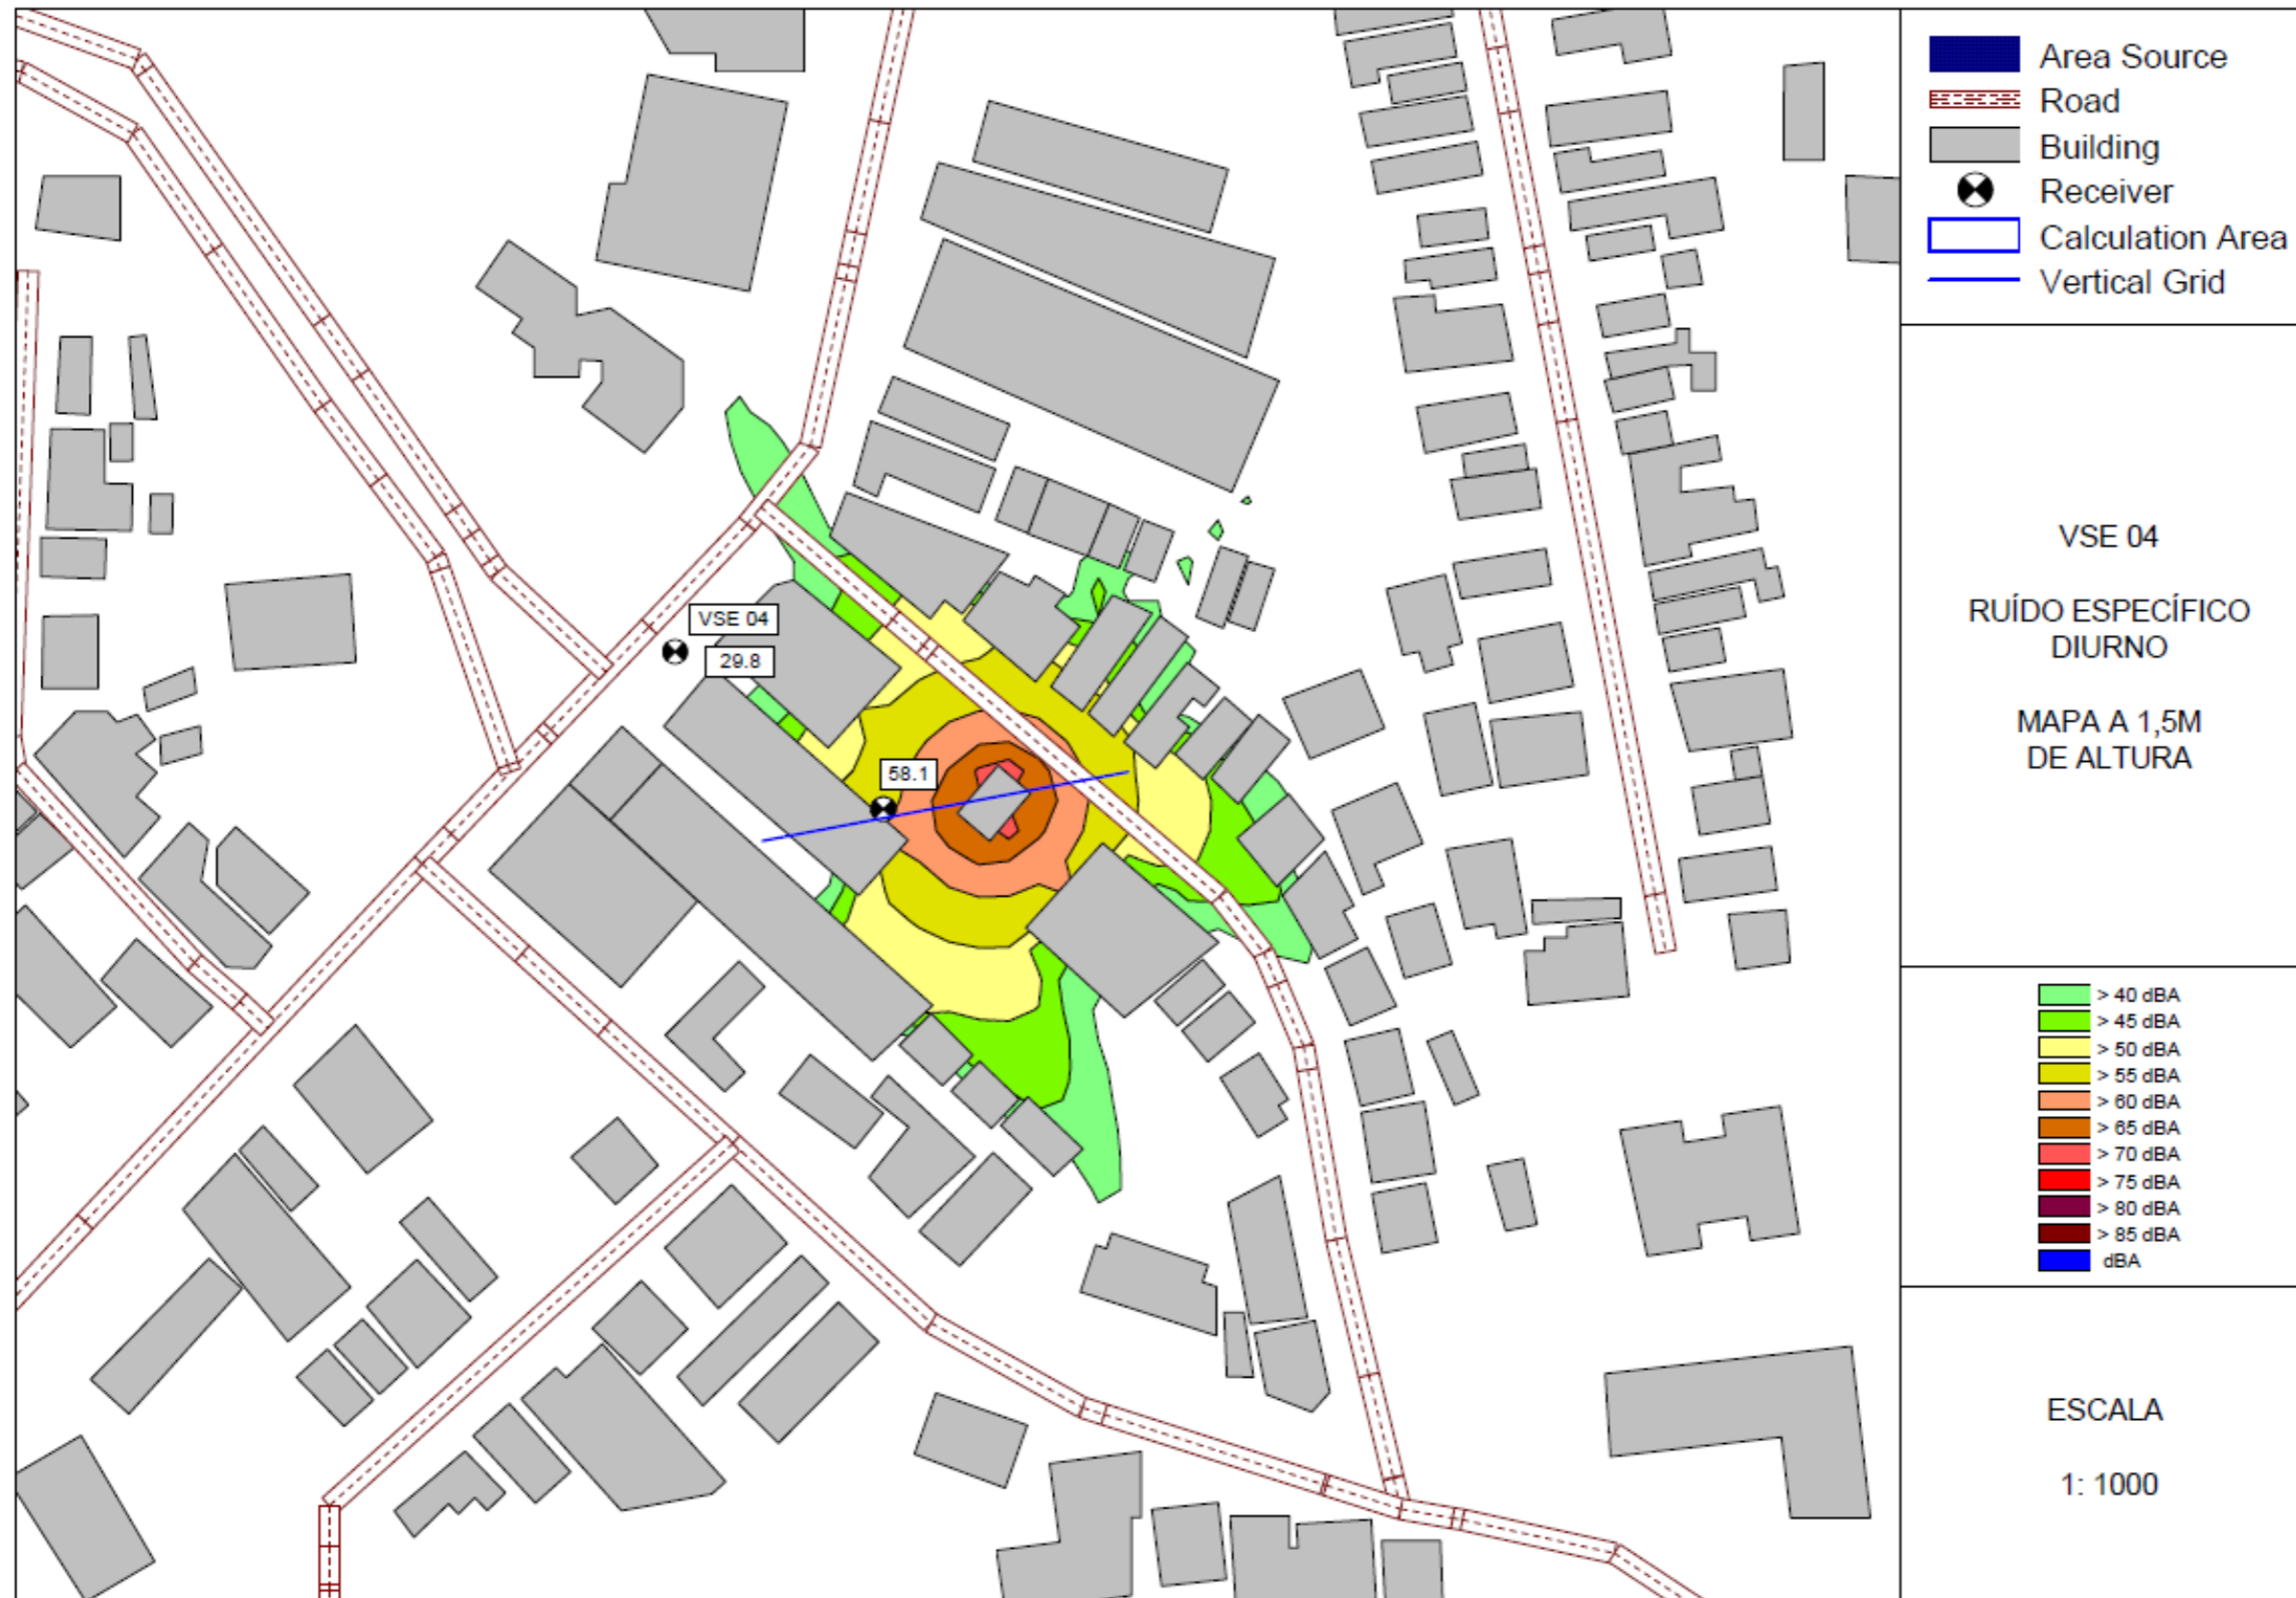 VSE 04
29.8
58.1
Area Source
Road
Building
Receiver
Calculation Area
Vertical Grid
VSE 04
RUÍDO ESPECÍFICO
DIURNO
MAPA A 1,5M
DE ALTURA
> 40 dBA
> 45 dBA
> 50 dBA
> 55 dBA
> 60 dBA
> 65 dBA
> 70 dBA
> 75 dBA
> 80 dBA
> 85 dBA
dBA
ESCALA
1: 1000